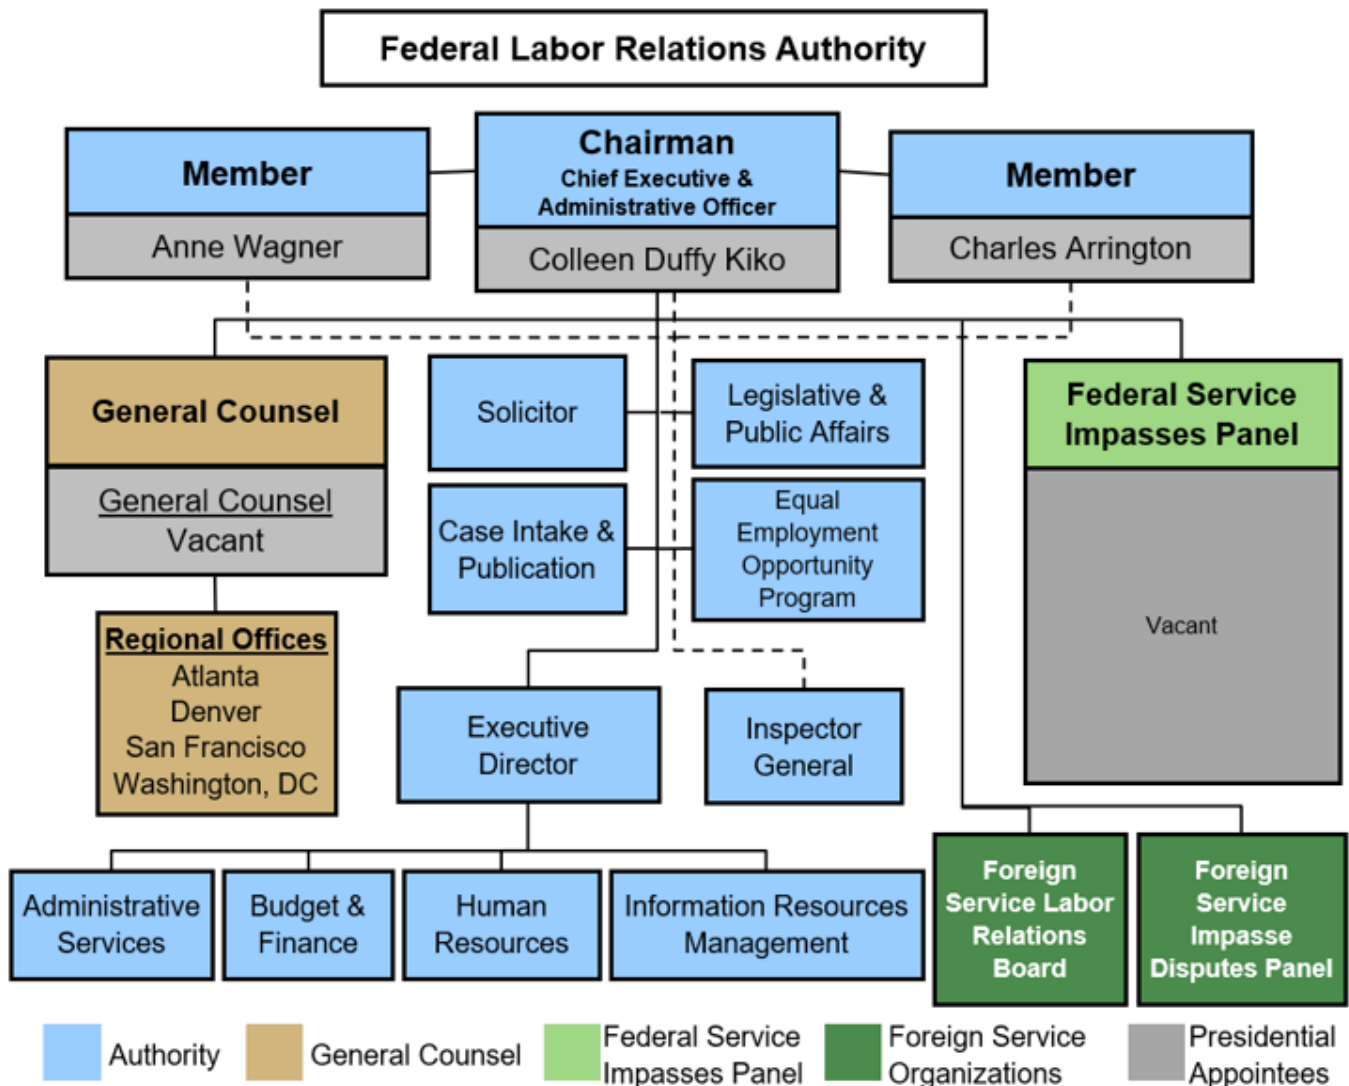 Federal Labor Relations Authority
Member
Anne Wagner
Chairman
Chief Executive &
Administrative Officer
Colleen Duffy Kiko
Member
Charles Arrington
General Counsel
General Counsel
Vacant
Regional Offices
Atlanta
Denver
San Francisco
Washington, DC
Solicitor
Legislative &
Public Affairs
Case Intake &
Publication
Equal
Employment
Opportunity
Program
Federal Service
Impasses Panel
Vacant
Executive
Director
Inspector
General
Administrative
Services
Budget &
Finance
Human
Resources
Information Resources
Management
Foreign
Service Labor
Relations
Board
Foreign
Service
Impasse
Disputes Panel
Authority
General Counsel
Federal Service
Impasses Panel
Foreign Service
Organizations
Presidential
Appointees